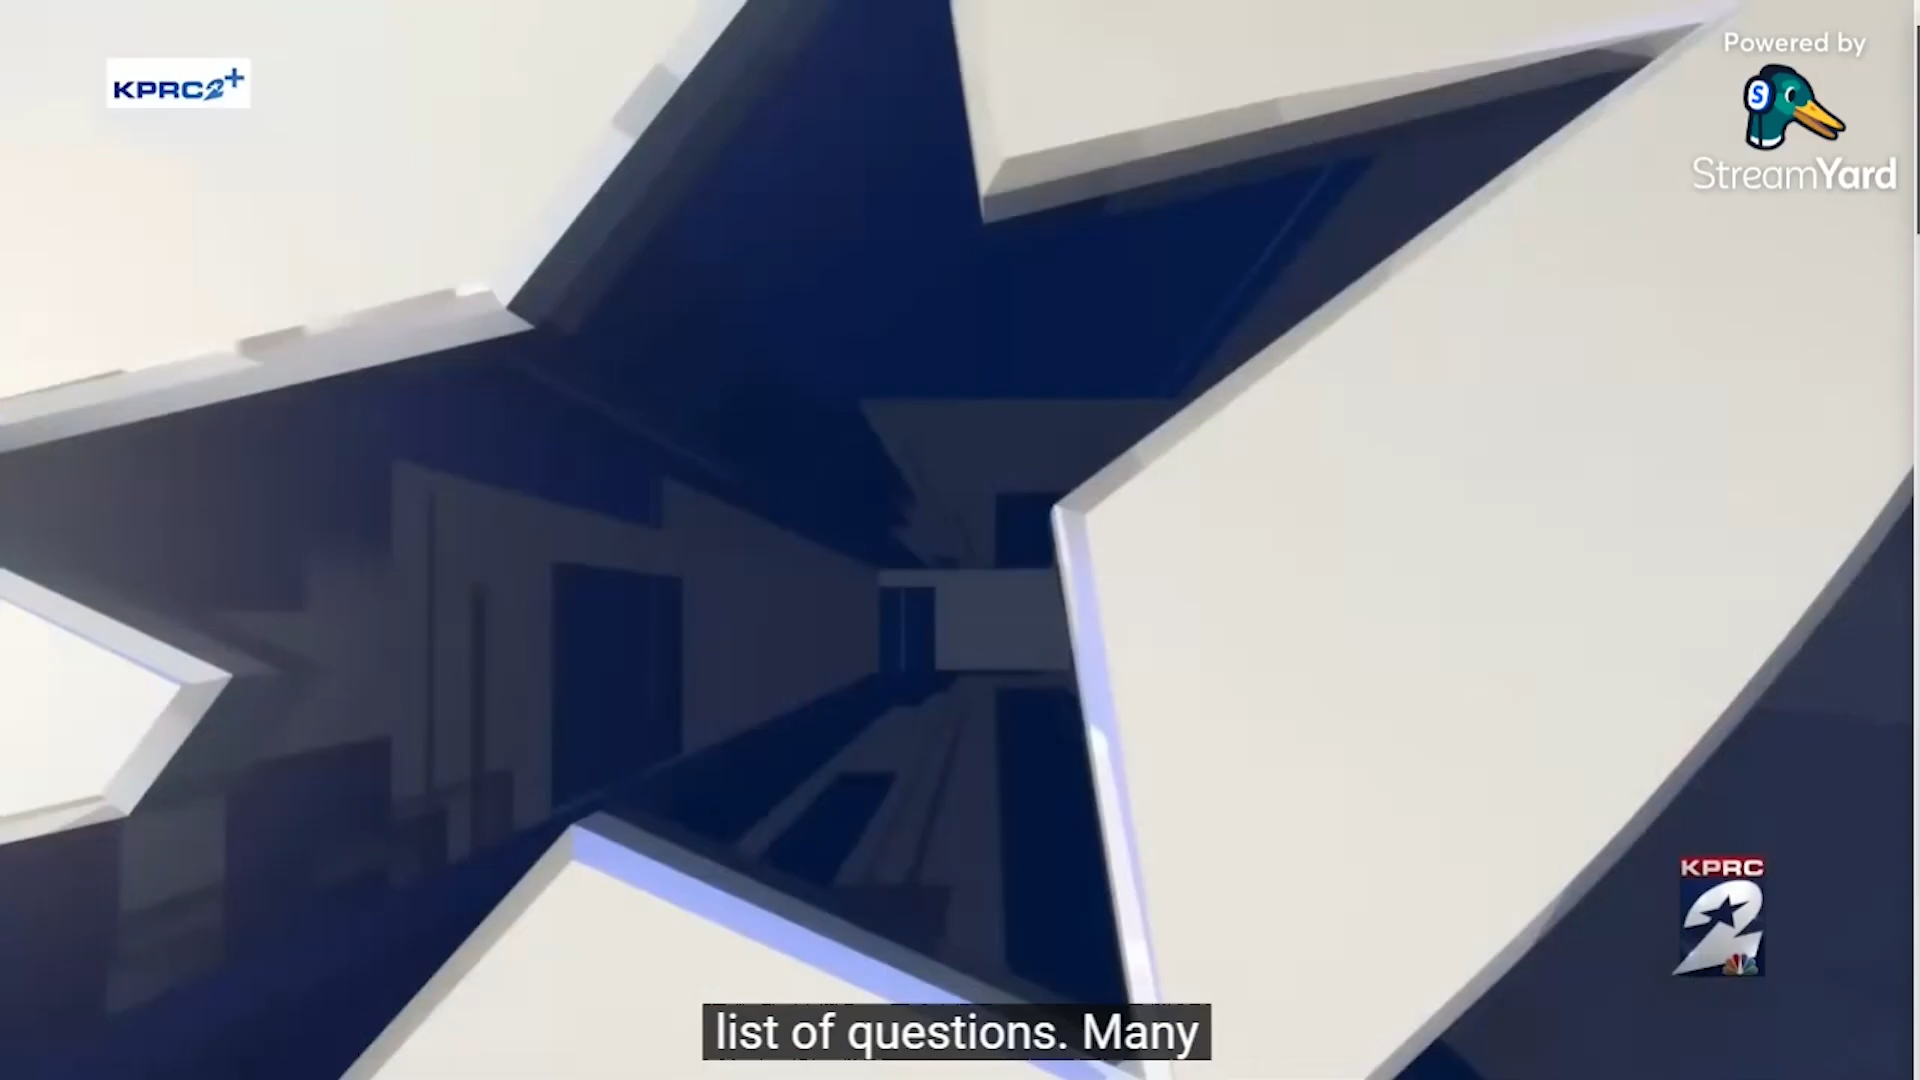 KPRC2+
Powered by
StreamYard
KPRC
2
list of questions. Many